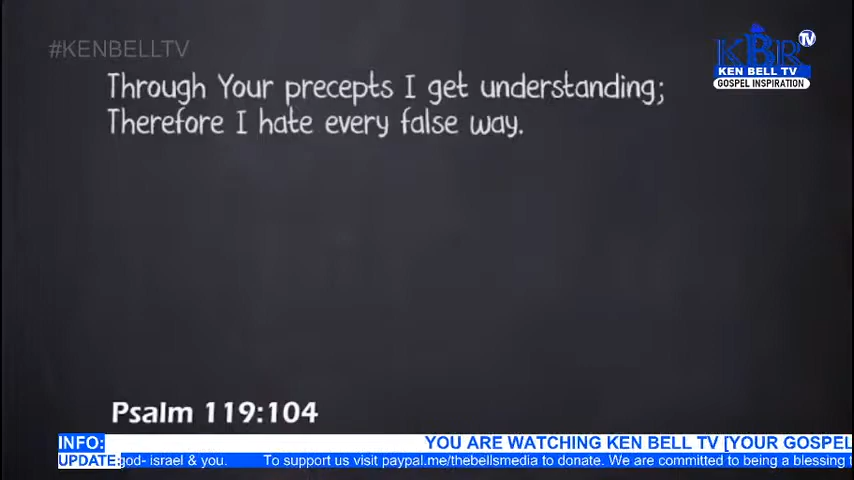 #KENBELLTV
KBR TV
KEN BELL TV
GOSPEL INSPIRATION
Through Your precepts I get understanding;
Therefore I hate every false way.
Psalm 119:104
INFO: YOU ARE WATCHING KEN BELL TV [YOUR GOSPEL
UPDATE: god- israel & you. To support us visit paypal.me/thebellsmedia to donate. We are committed to being a blessing